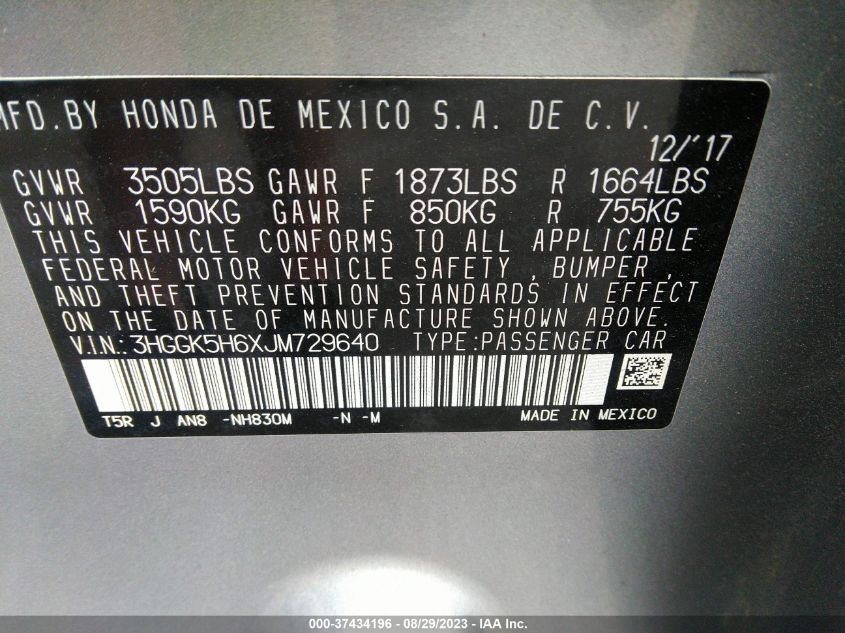 MFD.BY HONDA DE MEXICO S.A. DE C.V.
12/'17
GVWR 3505LBS GAWR F 1873LBS R 1664LBS
GVWR 1590KG GAWR F 850KG R 755KG
THIS VEHICLE CONFORMS TO ALL APPLICABLE
FEDERAL MOTOR VEHICLE SAFETY , BUMPER ,
AND THEFT PREVENTION STANDARDS IN EFFECT
ON THE DATE OF MANUFACTURE SHOWN ABOVE.
V.I.N.:3HGGK5H6XJM729640 TYPE:PASSENGER CAR
T5R J AN8 -NH830M -N -M MADE IN MEXICO
000-37434196 - 08/29/2023 - Copyright © 2023 IAA, Inc.